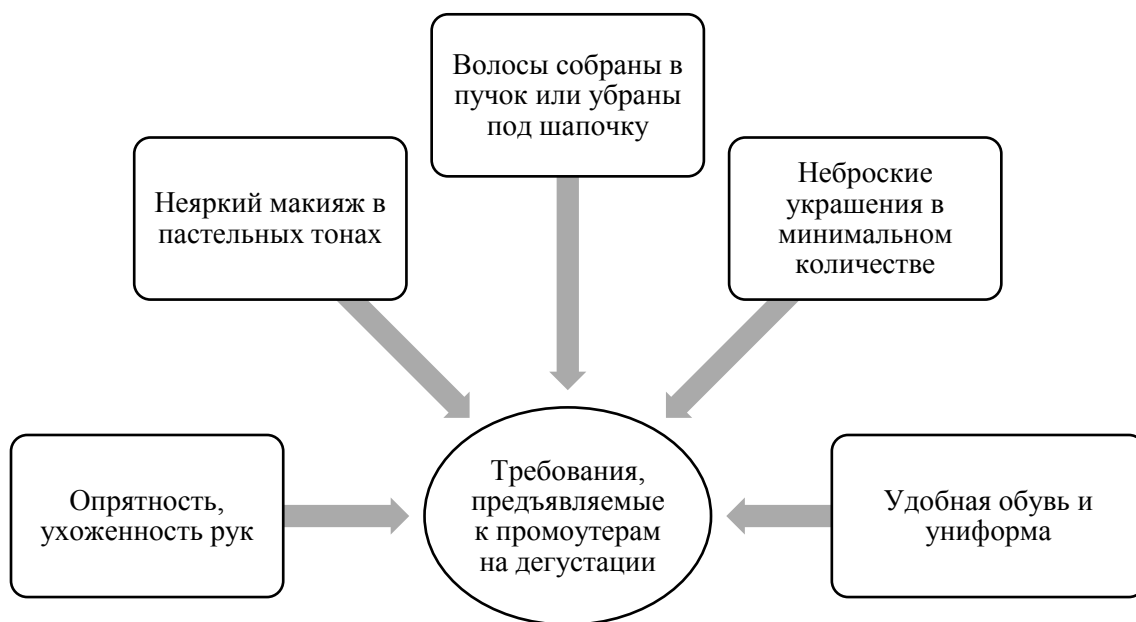 Волосы собраны в
пучок или убраны
под шапочку
Неяркий макияж в
пастельных тонах
Неброские
украшения в
минимальном
количестве
Опрятность,
ухоженность рук
Требования,
предъявляемые
к промоутерам
на дегустации
Удобная обувь и
униформа